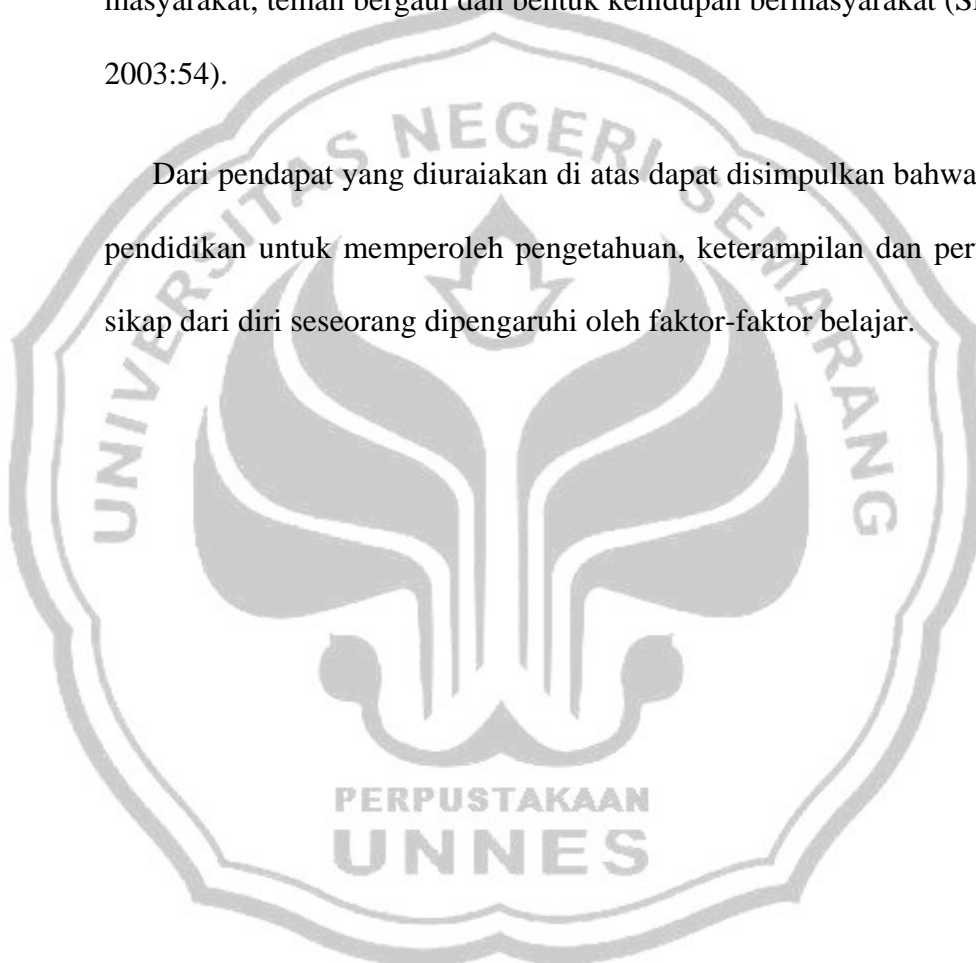 masyarakat, teman bergaul dan bentuk kehidupan bermasyarakat
2003:54).
UNIVERSITAS NEGERI SEMARANG
Dari pendapat yang diuraiakan di atas dapat disimpulkan bahwa
pendidikan untuk memperoleh pengetahuan, keterampilan dan
sikap dari diri seseorang dipengaruhi oleh faktor-faktor belajar.
PERPUSTAKAAN
UNNES